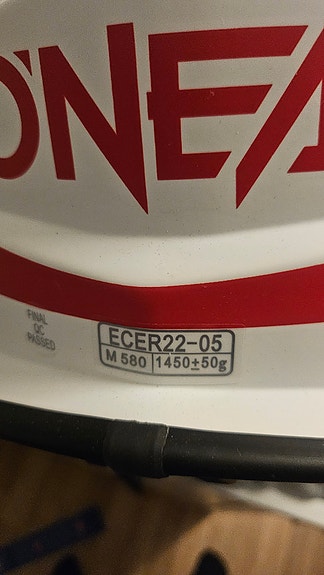 O'NEA
FINAL
QC
PASSED
ECER22-05
M 580 1450±50g